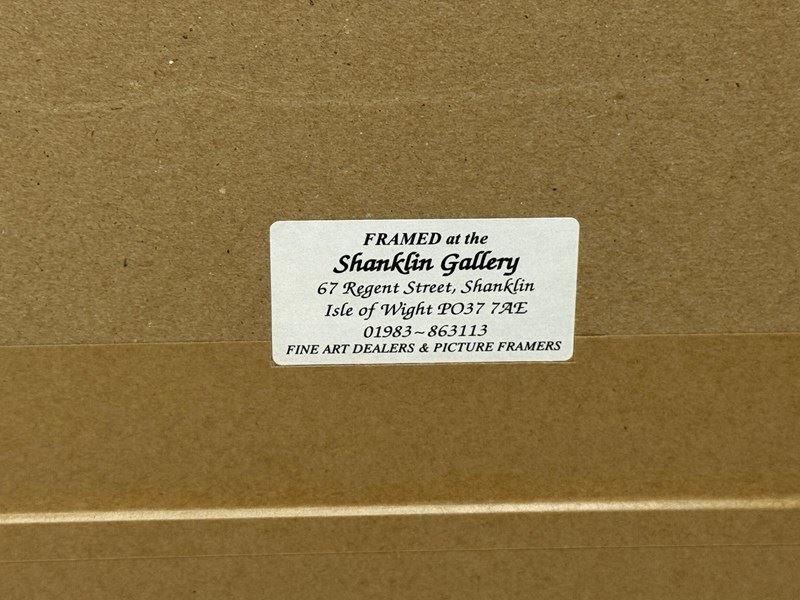 FRAMED at the
Shanklin Gallery
67 Regent Street, Shanklin
Isle of Wight PO37 7AE
01983~863113
FINE ART DEALERS & PICTURE FRAMERS